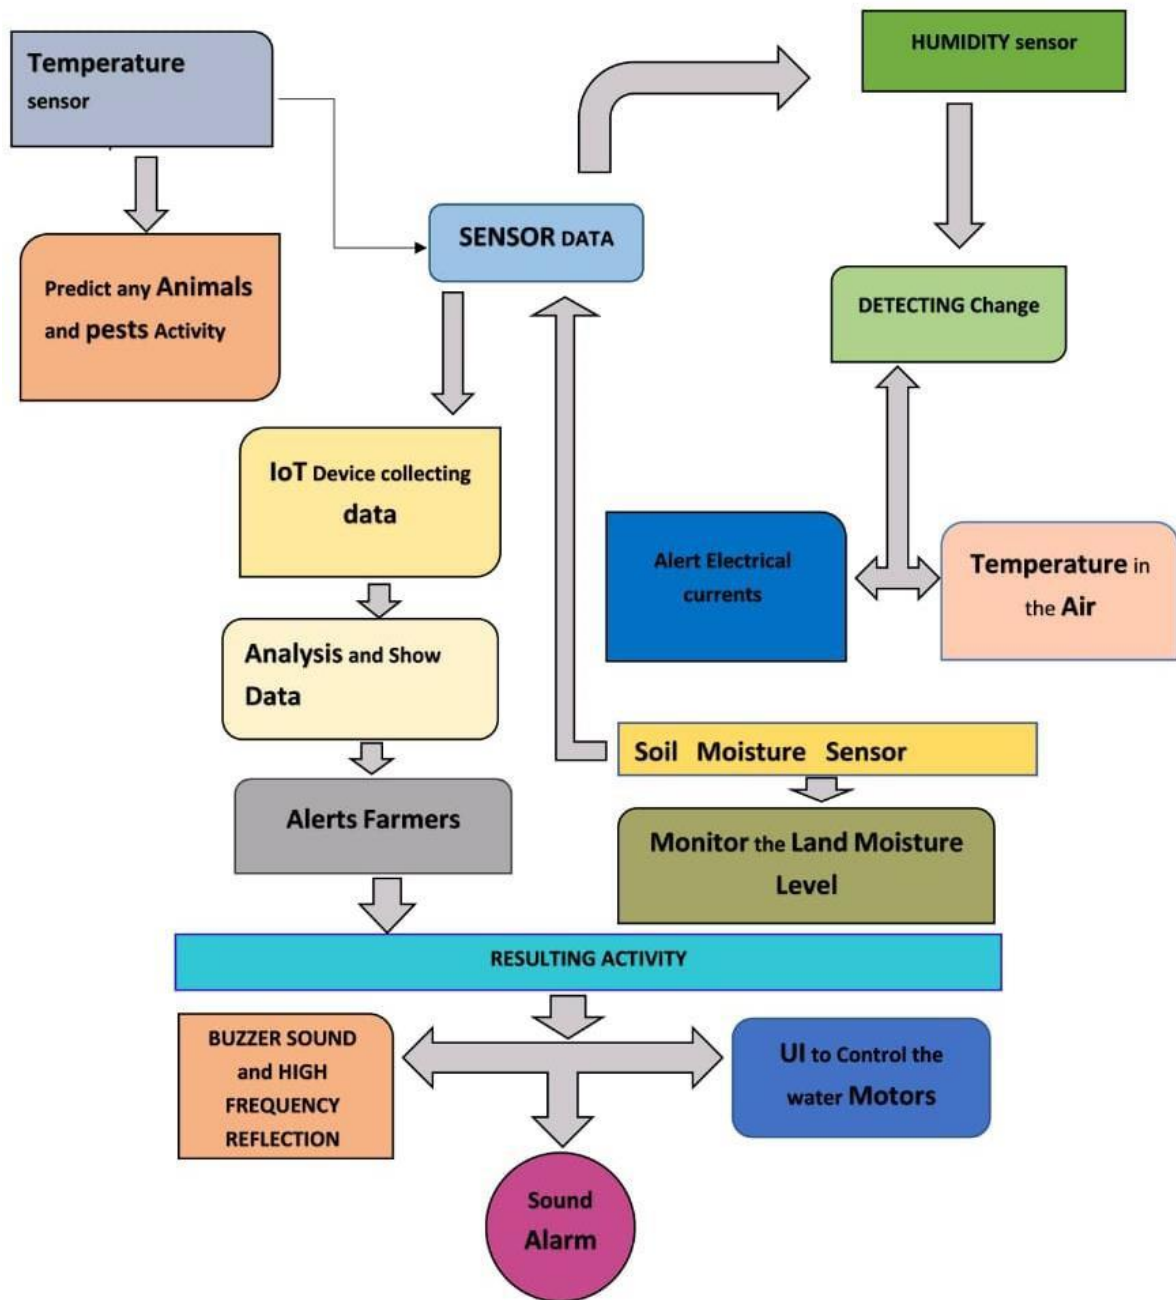 Temperature
sensor
HUMIDITY sensor
SENSOR DATA
Predict any Animals
and pests Activity
DETECTING Change
IoT Device collecting
data
Alert Electrical
currents
Temperature in
the Air
Analysis and Show
Data
Soil Moisture Sensor
Alerts Farmers
Monitor the Land Moisture
Level
RESULTING ACTIVITY
BUZZER SOUND
and HIGH
FREQUENCY
REFLECTION
UI to Control the
water Motors
Sound
Alarm